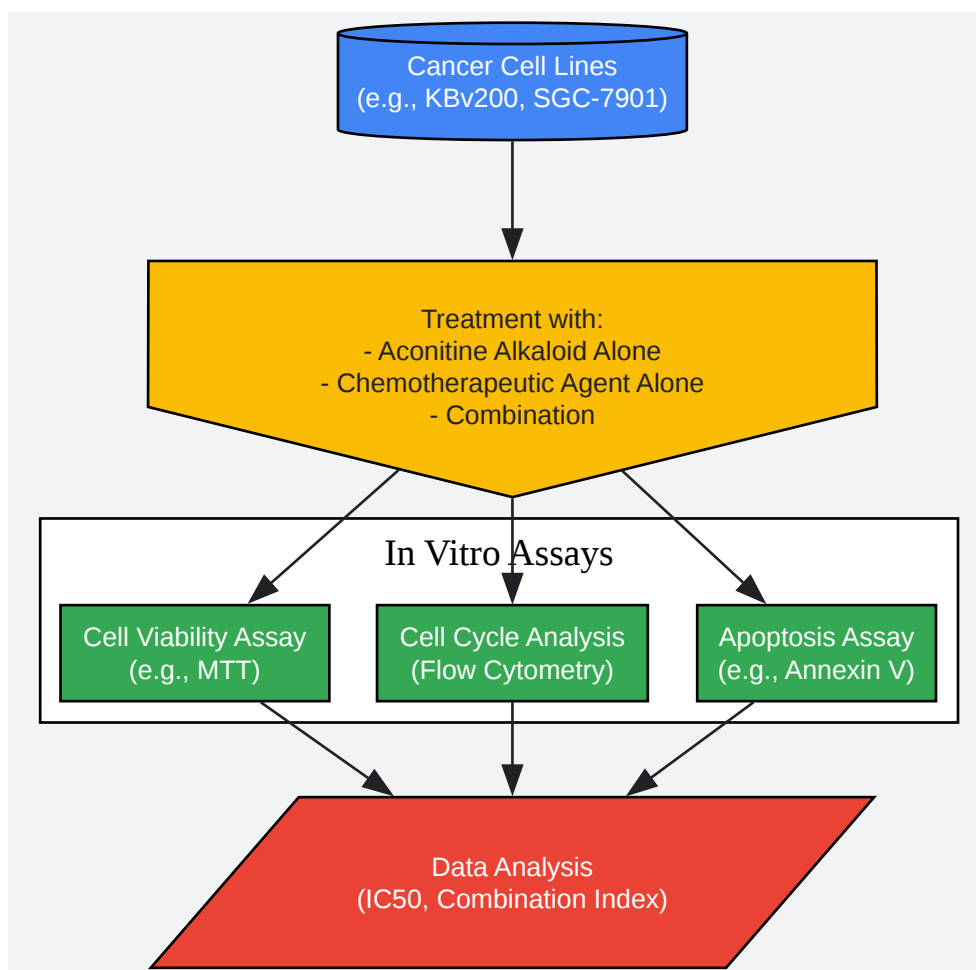 Cancer Cell Lines
(e.g., KBv200, SGC-7901)
Treatment with:
- Aconitine Alkaloid Alone
- Chemotherapeutic Agent Alone
- Combination
In Vitro Assays
Cell Viability Assay
(e.g., MTT)
Cell Cycle Analysis
(Flow Cytometry)
Apoptosis Assay
(e.g., Annexin V)
Data Analysis
(IC50, Combination Index)